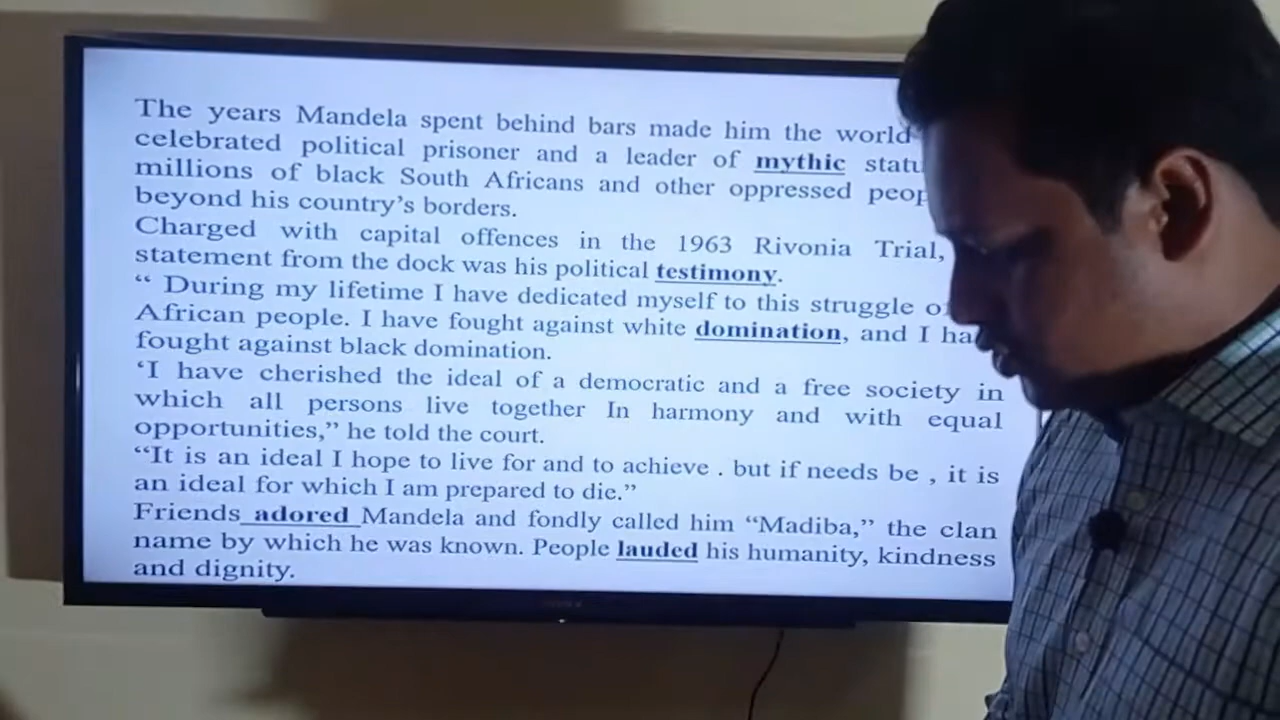 The years Mandela spent behind bars made him the world
celebrated political prisoner and a leader of mythic
millions of black South Africans and other oppressed
beyond his country's borders.
Charged with capital offences in the 1963 Rivonia Trial,
statement from the dock was his political testimony.
“ During my lifetime I have dedicated myself to this struggle
African people. I have fought against white domination, and I
fought against black domination.
‘I have cherished the ideal of a democratic and a free society in
which all persons live together In harmony and with equal
opportunities,” he told the court.
“It is an ideal I hope to live for and to achieve . but if needs be , it is
an ideal for which I am prepared to die.”
Friends adored Mandela and fondly called him “Madiba,” the clan
name by which he was known. People lauded his humanity, kindness
and dignity.